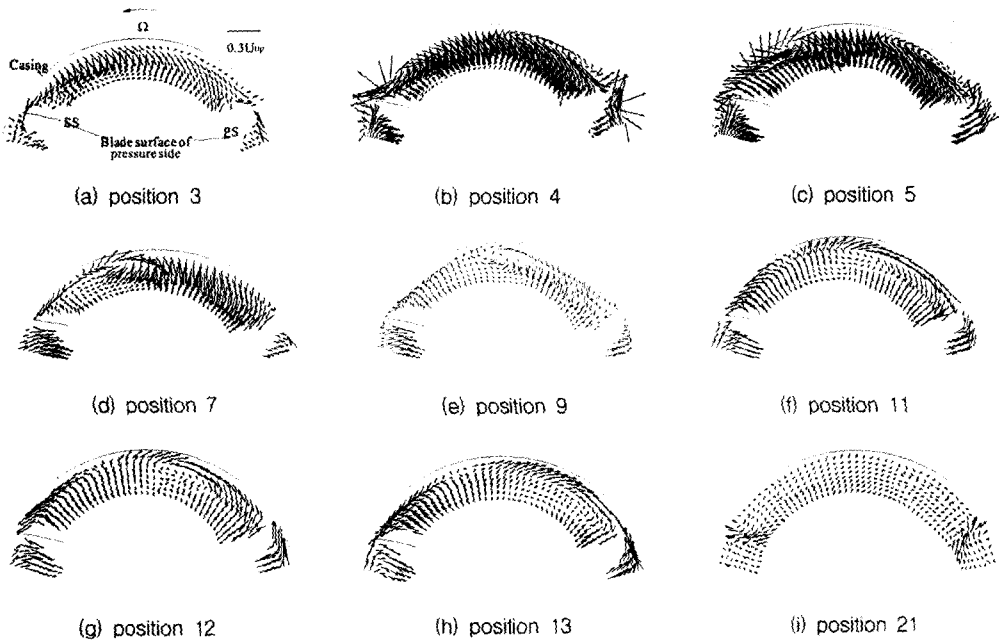 Ω
0.3Utip
Casing
SS
PS
Blade surface of
pressure side
(a) position 3
(b) position 4
(c) position 5
(d) position 7
(e) position 9
(f) position 11
(g) position 12
(h) position 13
(i) position 21